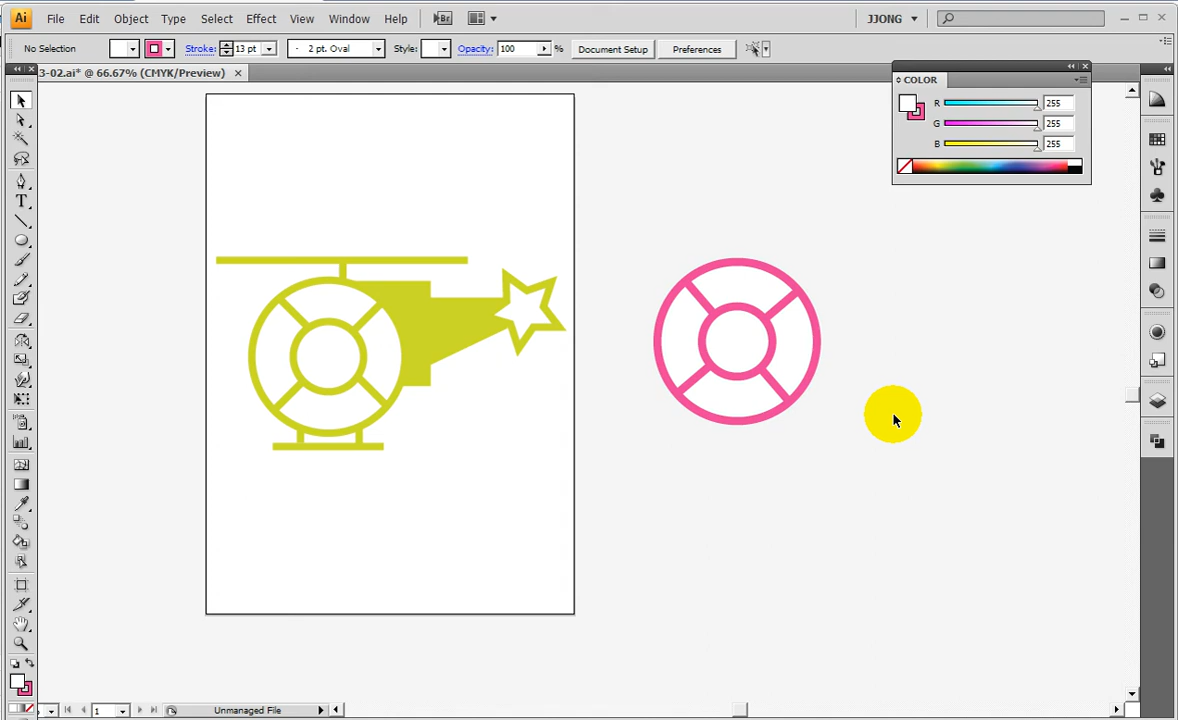 Ai File Edit Object Type Select Effect View Window Help Br JJONG
No Selection Stroke: 13 pt 2 pt. Oval Style: Opacity: 100 % Document Setup Preferences
3-02.ai* @ 66.67% (CMYK/Preview)
COLOR
R 255
G 255
B 255
T
1 Unmanaged File